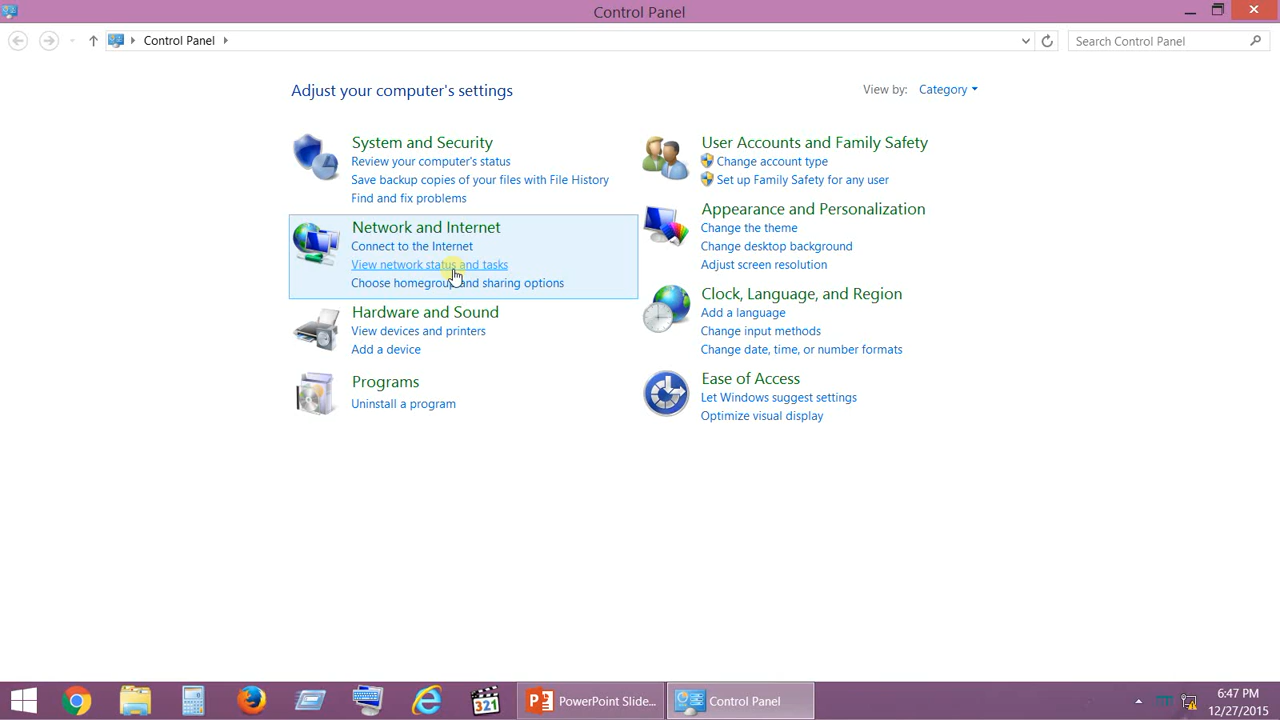 Control Panel
Control Panel
Search Control Panel
Adjust your computer's settings
View by: Category
System and Security
Review your computer's status
Save backup copies of your files with File History
Find and fix problems
Network and Internet
Connect to the Internet
View network status and tasks
Choose homegroup and sharing options
Hardware and Sound
View devices and printers
Add a device
Programs
Uninstall a program
User Accounts and Family Safety
Change account type
Set up Family Safety for any user
Appearance and Personalization
Change the theme
Change desktop background
Adjust screen resolution
Clock, Language, and Region
Add a language
Change input methods
Change date, time, or number formats
Ease of Access
Let Windows suggest settings
Optimize visual display
321
PowerPoint Slide...
Control Panel
6:47 PM
12/27/2015